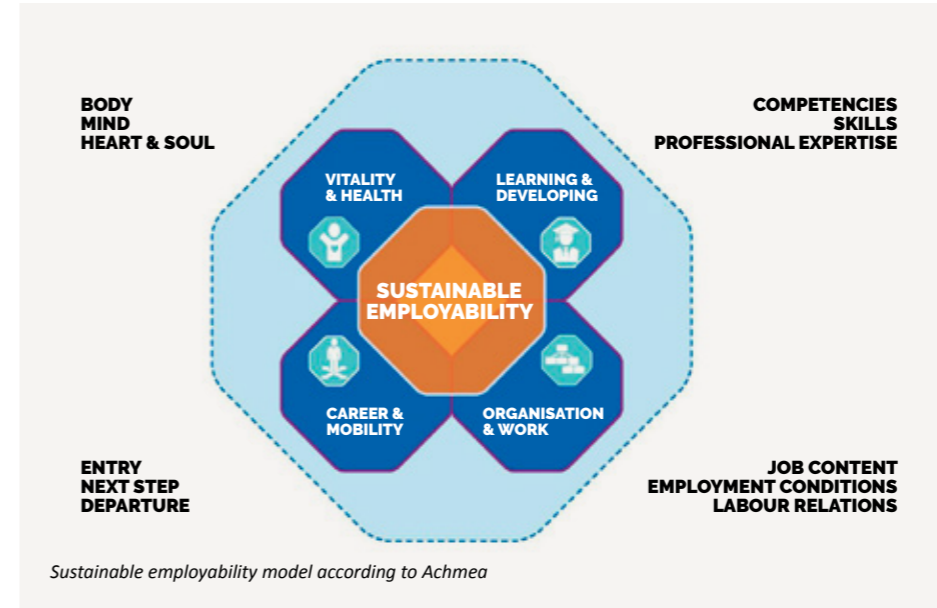 BODY
MIND
HEART & SOUL
COMPETENCIES
SKILLS
PROFESSIONAL EXPERTISE
VITALITY
& HEALTH
LEARNING &
DEVELOPING
SUSTAINABLE
EMPLOYABILITY
CAREER &
MOBILITY
ORGANISATION
& WORK
ENTRY
NEXT STEP
DEPARTURE
JOB CONTENT
EMPLOYMENT CONDITIONS
LABOUR RELATIONS
Sustainable employability model according to Achmea